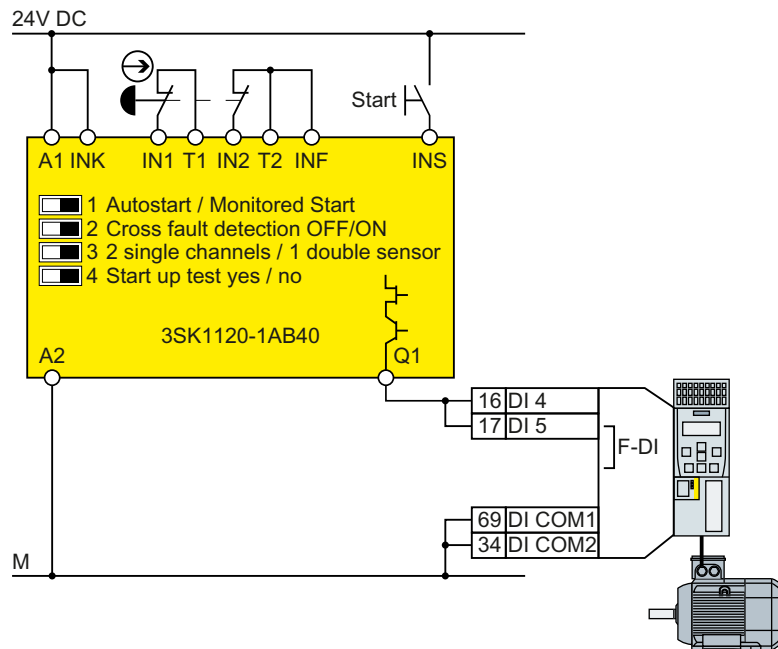 24V DC
Start
A1 INK IN1 T1 IN2 T2 INF INS
1 Autostart / Monitored Start
2 Cross fault detection OFF/ON
3 2 single channels / 1 double sensor
4 Start up test yes / no
3SK1120-1AB40
A2 Q1
16 DI 4
17 DI 5
F-DI
69 DI COM1
34 DI COM2
M